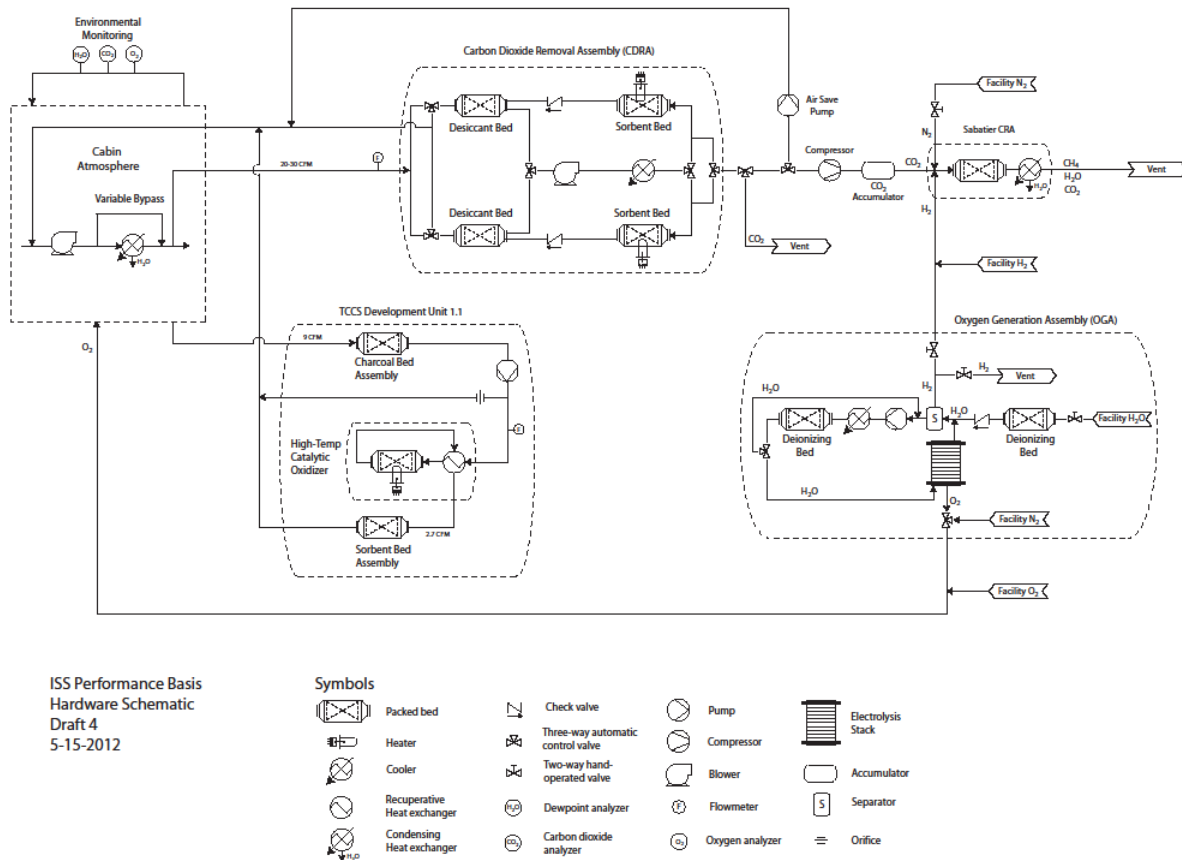 Environmental
Monitoring
H₂O
CO₂
O₂
Cabin
Atmosphere
Variable Bypass
H₂O
20-30 CFM
F
Carbon Dioxide Removal Assembly (CDRA)
Desiccant Bed
Sorbent Bed
Desiccant Bed
Sorbent Bed
Air Save
Pump
Compressor
CO₂
Accumulator
CO₂
CO₂
Vent
Facility N₂
N₂
Sabatier CRA
H₂O
CH₄
H₂O
CO₂
Vent
H₂
Facility H₂
O₂
9 CFM
TCCS Development Unit 1.1
Charcoal Bed
Assembly
F
High-Temp
Catalytic
Oxidizer
Sorbent Bed
Assembly
2.7 CFM
Oxygen Generation Assembly (OGA)
H₂
Vent
H₂
H₂O
Deionizing
Bed
S
H₂O
Deionizing
Bed
Facility H₂O
H₂O
O₂
Facility N₂
Facility O₂
ISS Performance Basis
Hardware Schematic
Draft 4
5-15-2012
Symbols
Packed bed
Heater
Cooler
Recuperative
Heat exchanger
H₂O
Condensing
Heat exchanger
Check valve
Three-way automatic
control valve
Two-way hand-
operated valve
H₂O
Dewpoint analyzer
CO₂
Carbon dioxide
analyzer
Pump
Compressor
Blower
F
Flowmeter
O₂
Oxygen analyzer
Electrolysis
Stack
Accumulator
S
Separator
Orifice